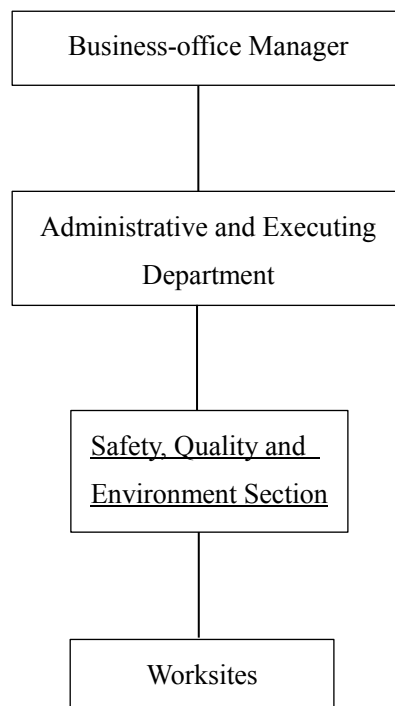 Business-office Manager
Administrative and Executing
Department
Safety, Quality and
Environment Section
Worksites